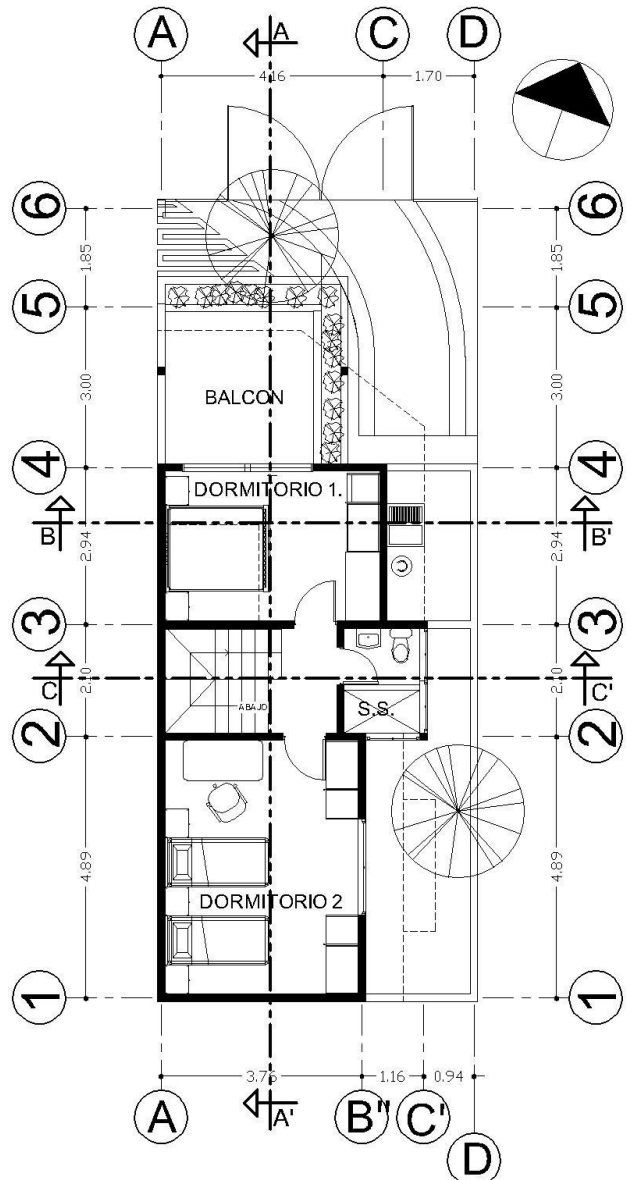 A
C
D
A
4.16
1.70
6
6
1.85
1.85
5
5
3.00
3.00
BALCON
4
4
DORMITORIO 1.
B
B'
2.94
2.94
3
3
C
C'
2.10
2.10
S.S.
ABAJO
2
2
4.89
4.89
DORMITORIO 2
1
1
3.76
1.16
0.94
A'
A
B"
C'
D